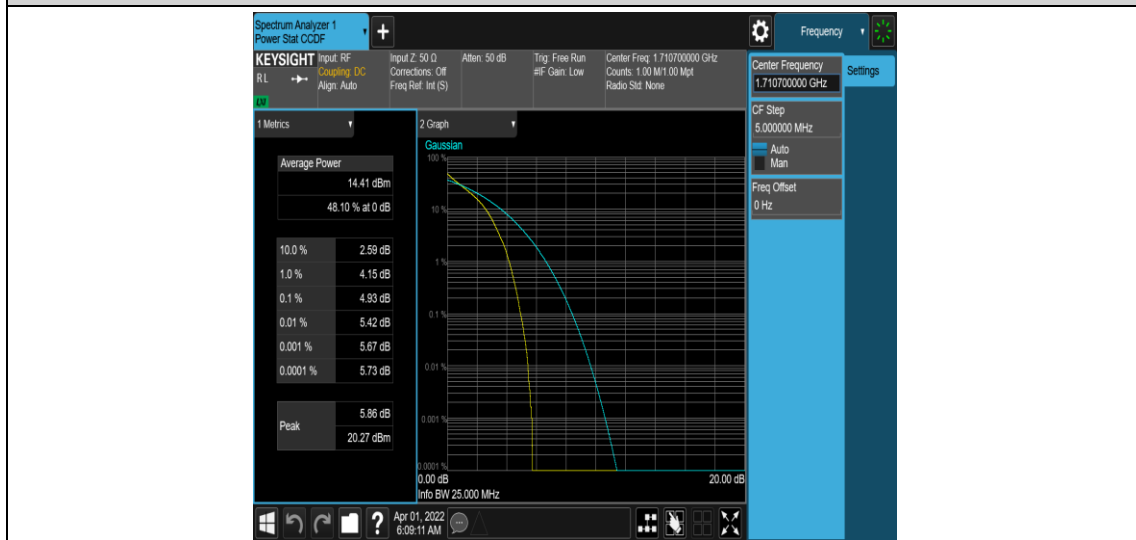 Spectrum Analyzer 1
Power Stat CCDF
+
Frequency
KEYSIGHT
RL
LXI
Input: RF
Coupling: DC
Align: Auto
Input Z: 50 Ω
Corrections: Off
Freq Ref: Int (S)
Atten: 50 dB
Trig: Free Run
#IF Gain: Low
Center Freq: 1.710700000 GHz
Counts: 1.00 M/1.00 Mpt
Radio Std: None
Center Frequency
1.710700000 GHz
Settings
CF Step
5.000000 MHz
Auto
Man
Freq Offset
0 Hz
1 Metrics
Average Power
14.41 dBm
48.10 % at 0 dB
10.0 % 2.59 dB
1.0 % 4.15 dB
0.1 % 4.93 dB
0.01 % 5.42 dB
0.001 % 5.67 dB
0.0001 % 5.73 dB
Peak 5.86 dB
20.27 dBm
2 Graph
Gaussian
100 %
10 %
1 %
0.1 %
0.01 %
0.001 %
0.0001 %
0.00 dB 20.00 dB
Info BW 25.000 MHz
?
Apr 01, 2022
6:09:11 AM